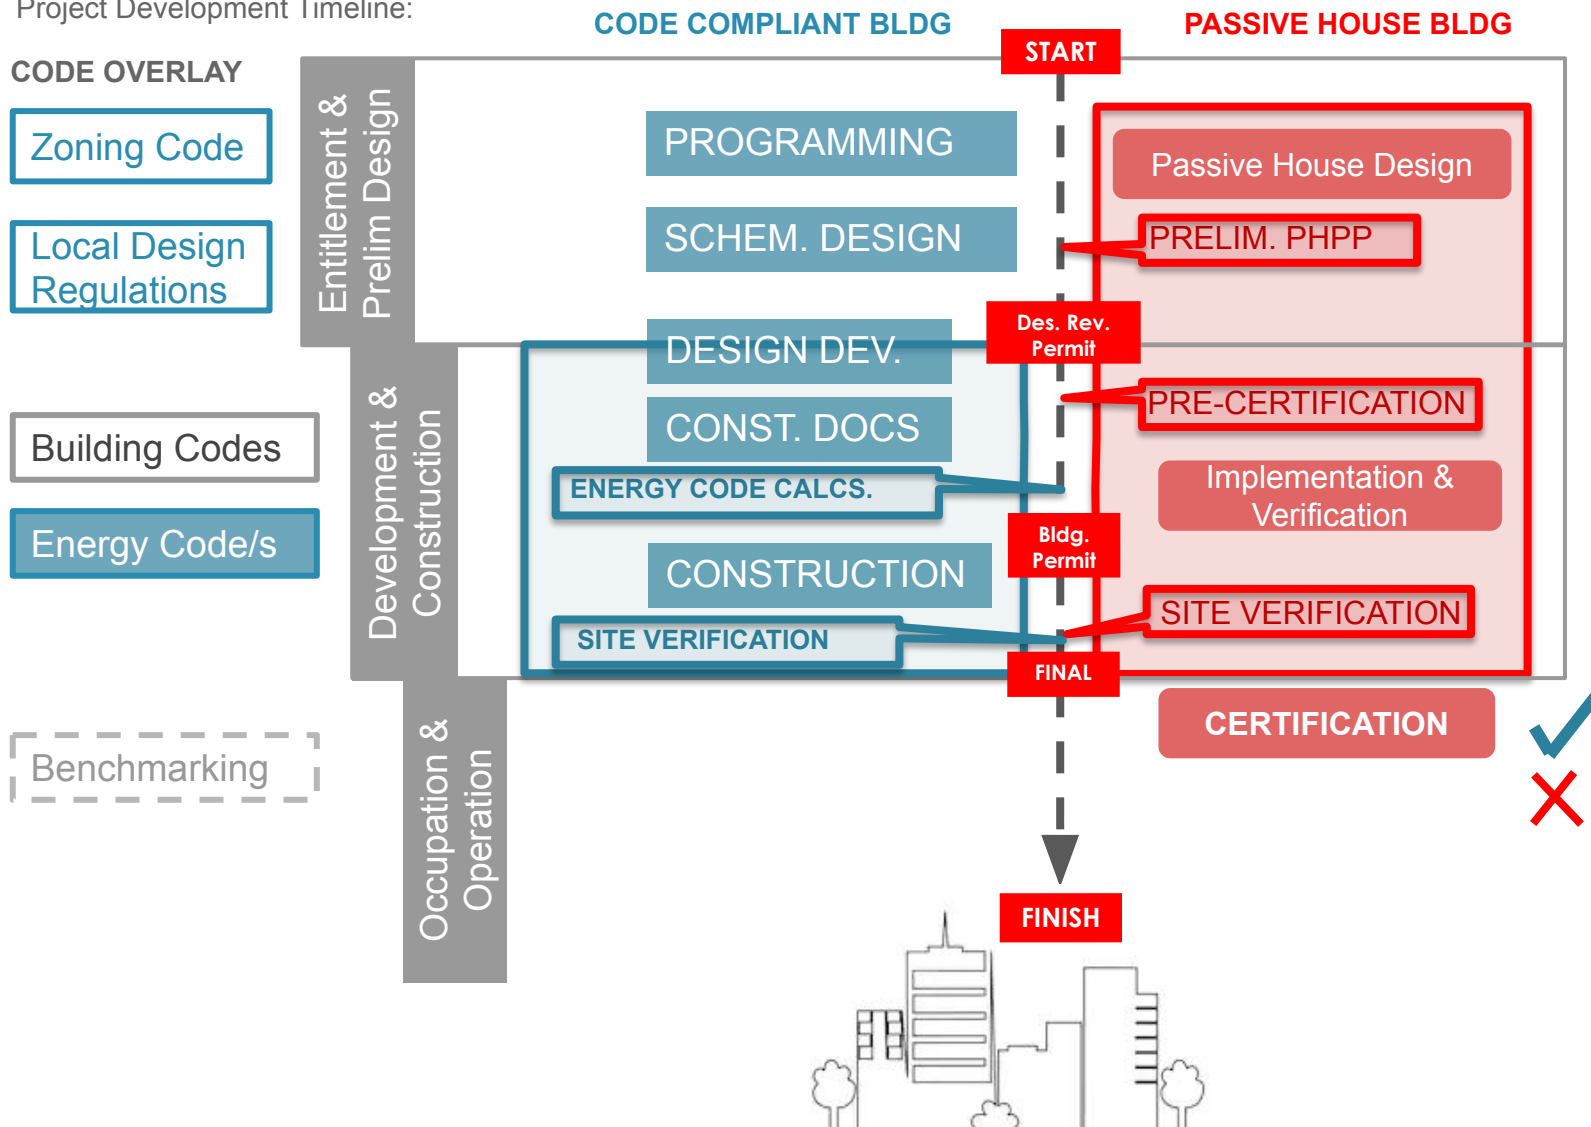 Project Development Timeline:
CODE COMPLIANT BLDG
PASSIVE HOUSE BLDG
START
CODE OVERLAY
Zoning Code
Local Design
Regulations
Building Codes
Energy Code/s
Benchmarking
Entitlement &
Prelim Design
Development &
Construction
Occupation &
Operation
PROGRAMMING
SCHEM. DESIGN
DESIGN DEV.
CONST. DOCS
ENERGY CODE CALCS.
CONSTRUCTION
SITE VERIFICATION
Des. Rev.
Permit
Bldg.
Permit
FINAL
FINISH
Passive House Design
PRELIM. PHPP
PRE-CERTIFICATION
Implementation &
Verification
SITE VERIFICATION
CERTIFICATION